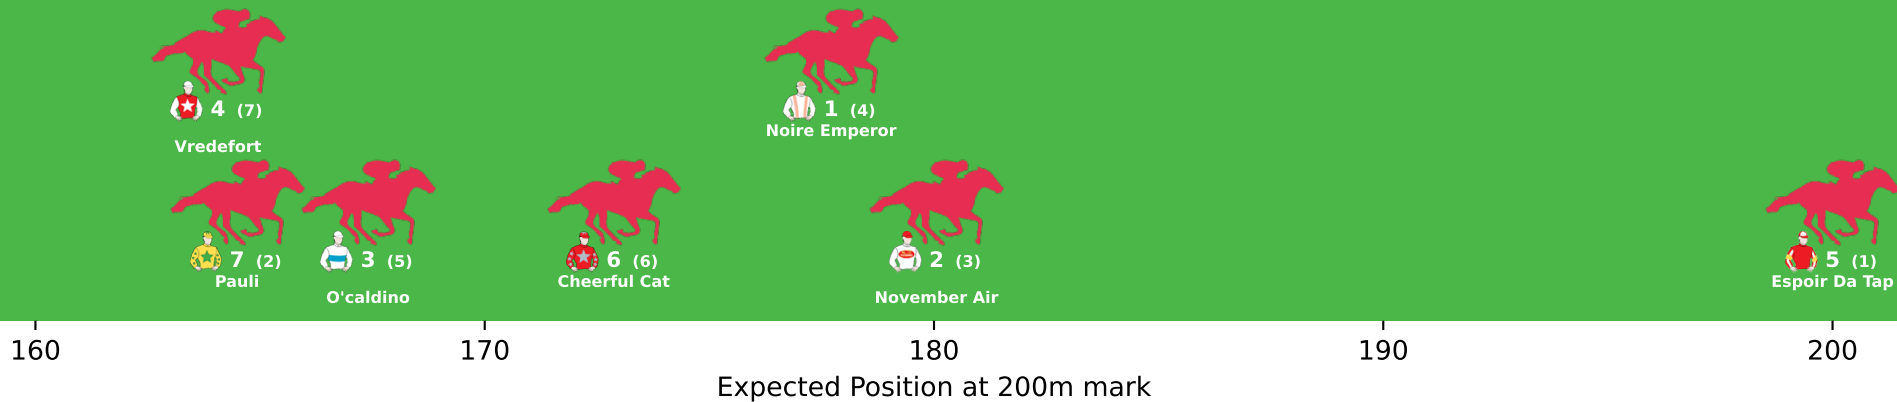 4 (7)
Vredefort
1 (4)
Noire Emperor
7 (2)
Pauli
3 (5)
O'caldino
6 (6)
Cheerful Cat
2 (3)
November Air
5 (1)
Espoir Da Tap
160 170 180 190 200
Expected Position at 200m mark